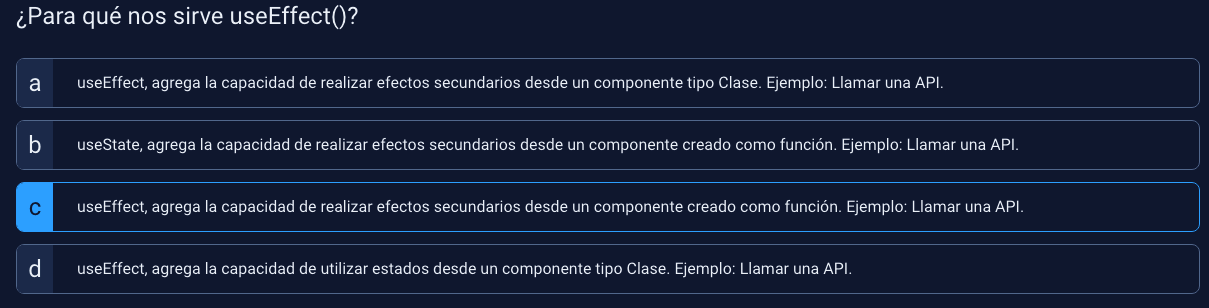 ¿Para qué nos sirve useEffect()?
a useEffect, agrega la capacidad de realizar efectos secundarios desde un componente tipo Clase. Ejemplo: Llamar una API.
b useState, agrega la capacidad de realizar efectos secundarios desde un componente creado como función. Ejemplo: Llamar una API.
c useEffect, agrega la capacidad de realizar efectos secundarios desde un componente creado como función. Ejemplo: Llamar una API.
d useEffect, agrega la capacidad de utilizar estados desde un componente tipo Clase. Ejemplo: Llamar una API.